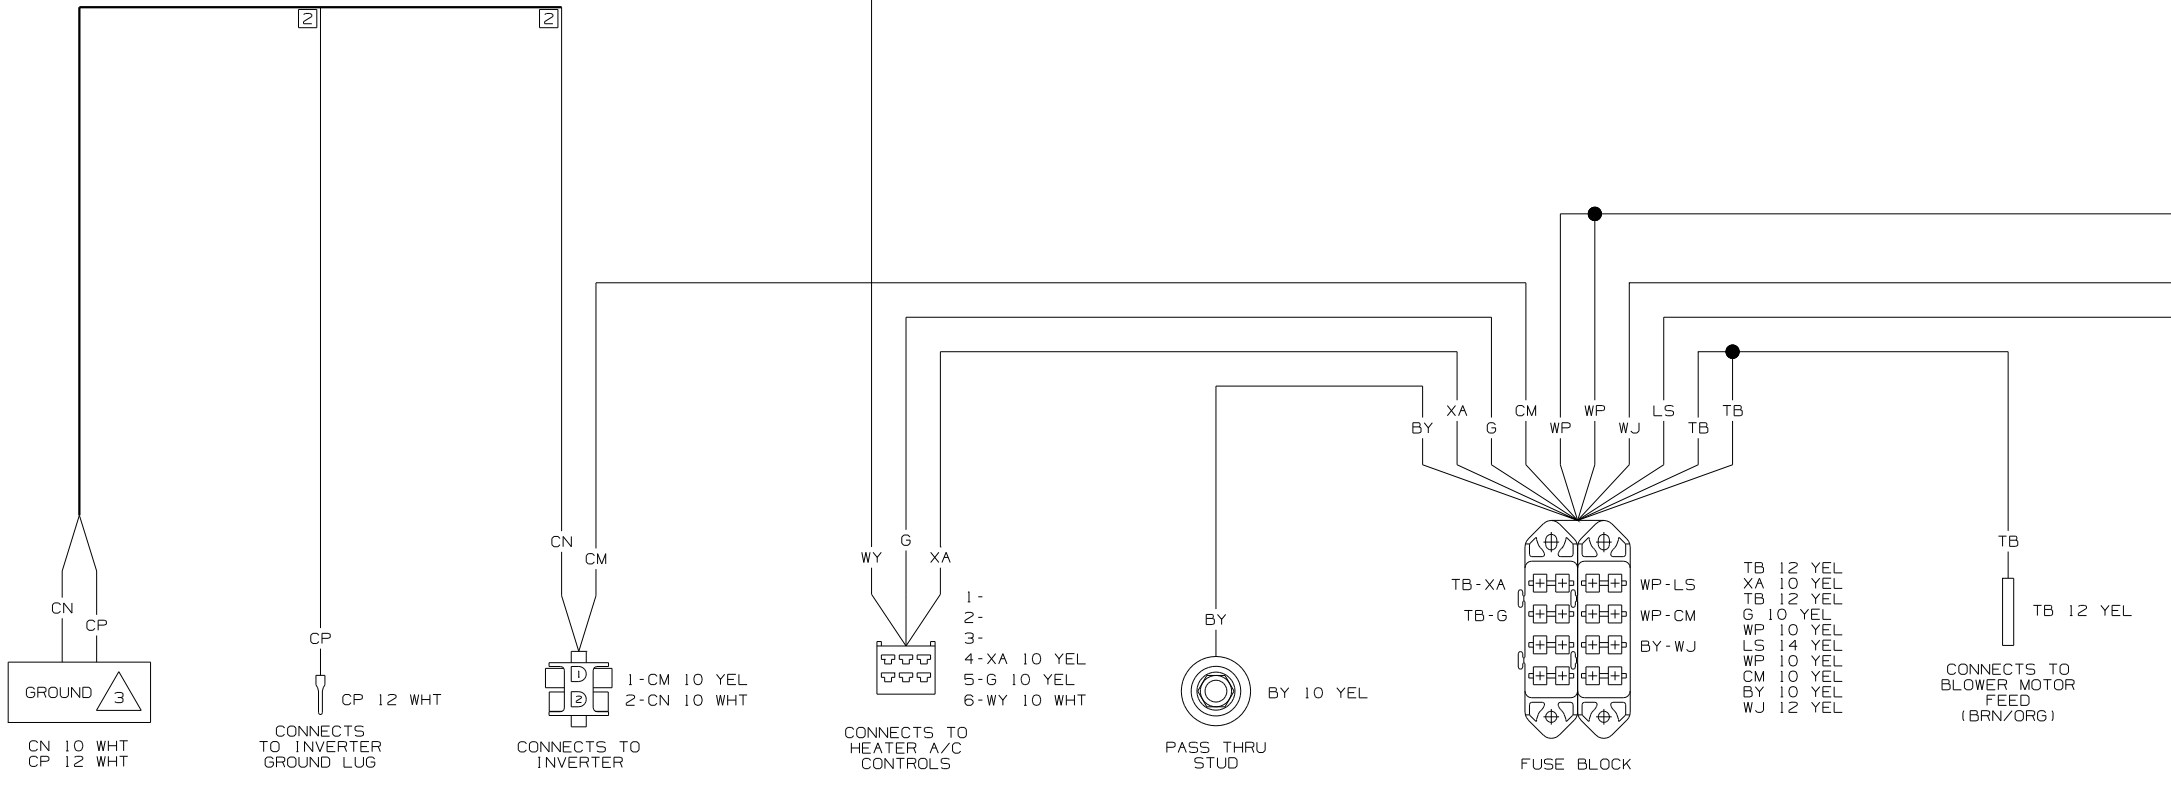 2
2
XA
CM
WP
LS
TB
BY
G
WP
WJ
TB
CN
CM
WY
G
XA
TB
CN
CP
CP
BY
1-
2-
3-
4-XA 10 YEL
5-G 10 YEL
6-WY 10 WHT
TB-XA
TB-G
WP-LS
WP-CM
BY-WJ
TB 12 YEL
XA 10 YEL
TB 12 YEL
G 10 YEL
WP 10 YEL
LS 14 YEL
WP 10 YEL
CM 10 YEL
BY 10 YEL
WJ 12 YEL
TB 12 YEL
GROUND 3
CP 12 WHT
1
2
1-CM 10 YEL
2-CN 10 WHT
BY 10 YEL
CN 10 WHT
CP 12 WHT
CONNECTS
TO INVERTER
GROUND LUG
CONNECTS TO
INVERTER
CONNECTS TO
HEATER A/C
CONTROLS
PASS THRU
STUD
FUSE BLOCK
CONNECTS TO
BLOWER MOTOR
FEED
(BRN/ORG)